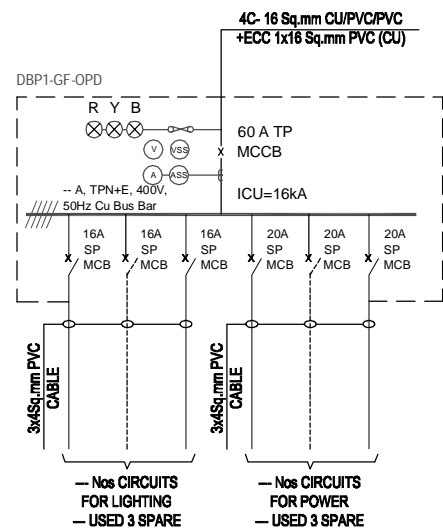 4C- 16 Sq.mm CU/PVC/PVC
+ECC 1x16 Sq.mm PVC (CU)
DBP1-GF-OPD
R Y B
60 A TP
MCCB
V VSS
A ASS
ICU=16kA
-- A, TPN+E, 400V,
50Hz Cu Bus Bar
16A
SP
MCB
16A
SP
MCB
16A
SP
MCB
20A
SP
MCB
20A
SP
MCB
20A
SP
MCB
3x4Sq.mm PVC
CABLE
3x4Sq.mm PVC
CABLE
--- Nos CIRCUITS
FOR LIGHTING
--- USED 3 SPARE
--- Nos CIRCUITS
FOR POWER
--- USED 3 SPARE